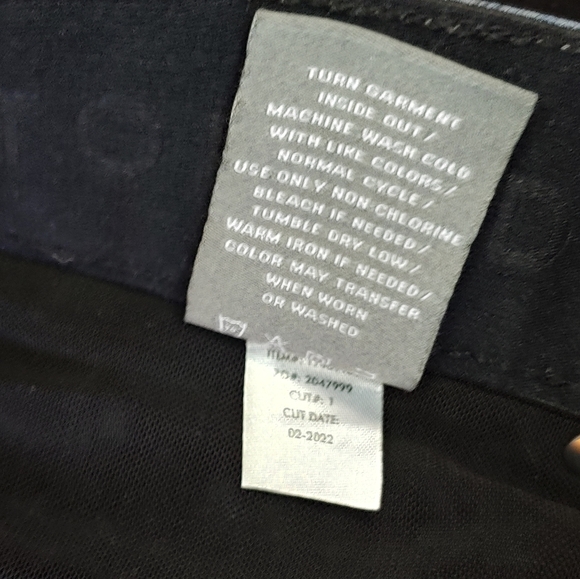 TURN GARMENT
INSIDE OUT/
MACHINE WASH COLD
WITH LIKE COLORS/
NORMAL CYCLE/
USE ONLY NON-CHLORINE
BLEACH IF NEEDED/
TUMBLE DRY LOW/
WARM IRON IF NEEDED//
COLOR MAY TRANSFER
WHEN WORN
OR WASHED
ITEM#:
PO#: 2047999
CUT#: 1
CUT DATE:
02-2022